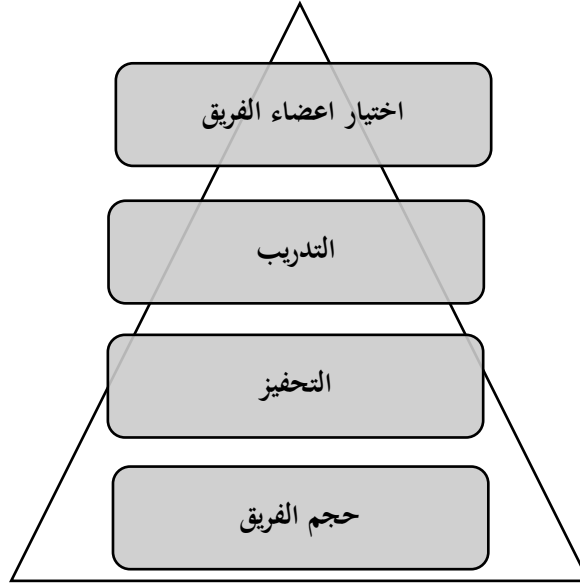 اختيار اعضاء الفريق
التدريب
التحفيز
حجم الفريق